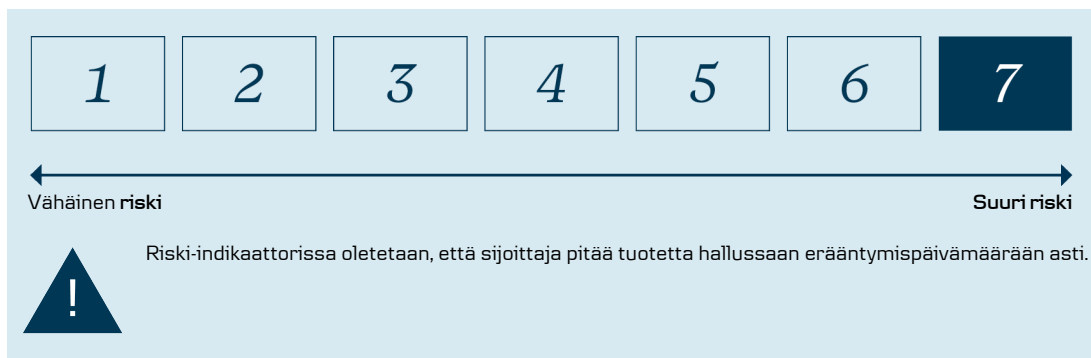 1 2 3 4 5 6 7
Vähäinen riski Suuri riski
Riski-indikaattorissa oletetaan, että sijoittaja pitää tuotetta hallussaan erääntymispäivämäärään asti.
!